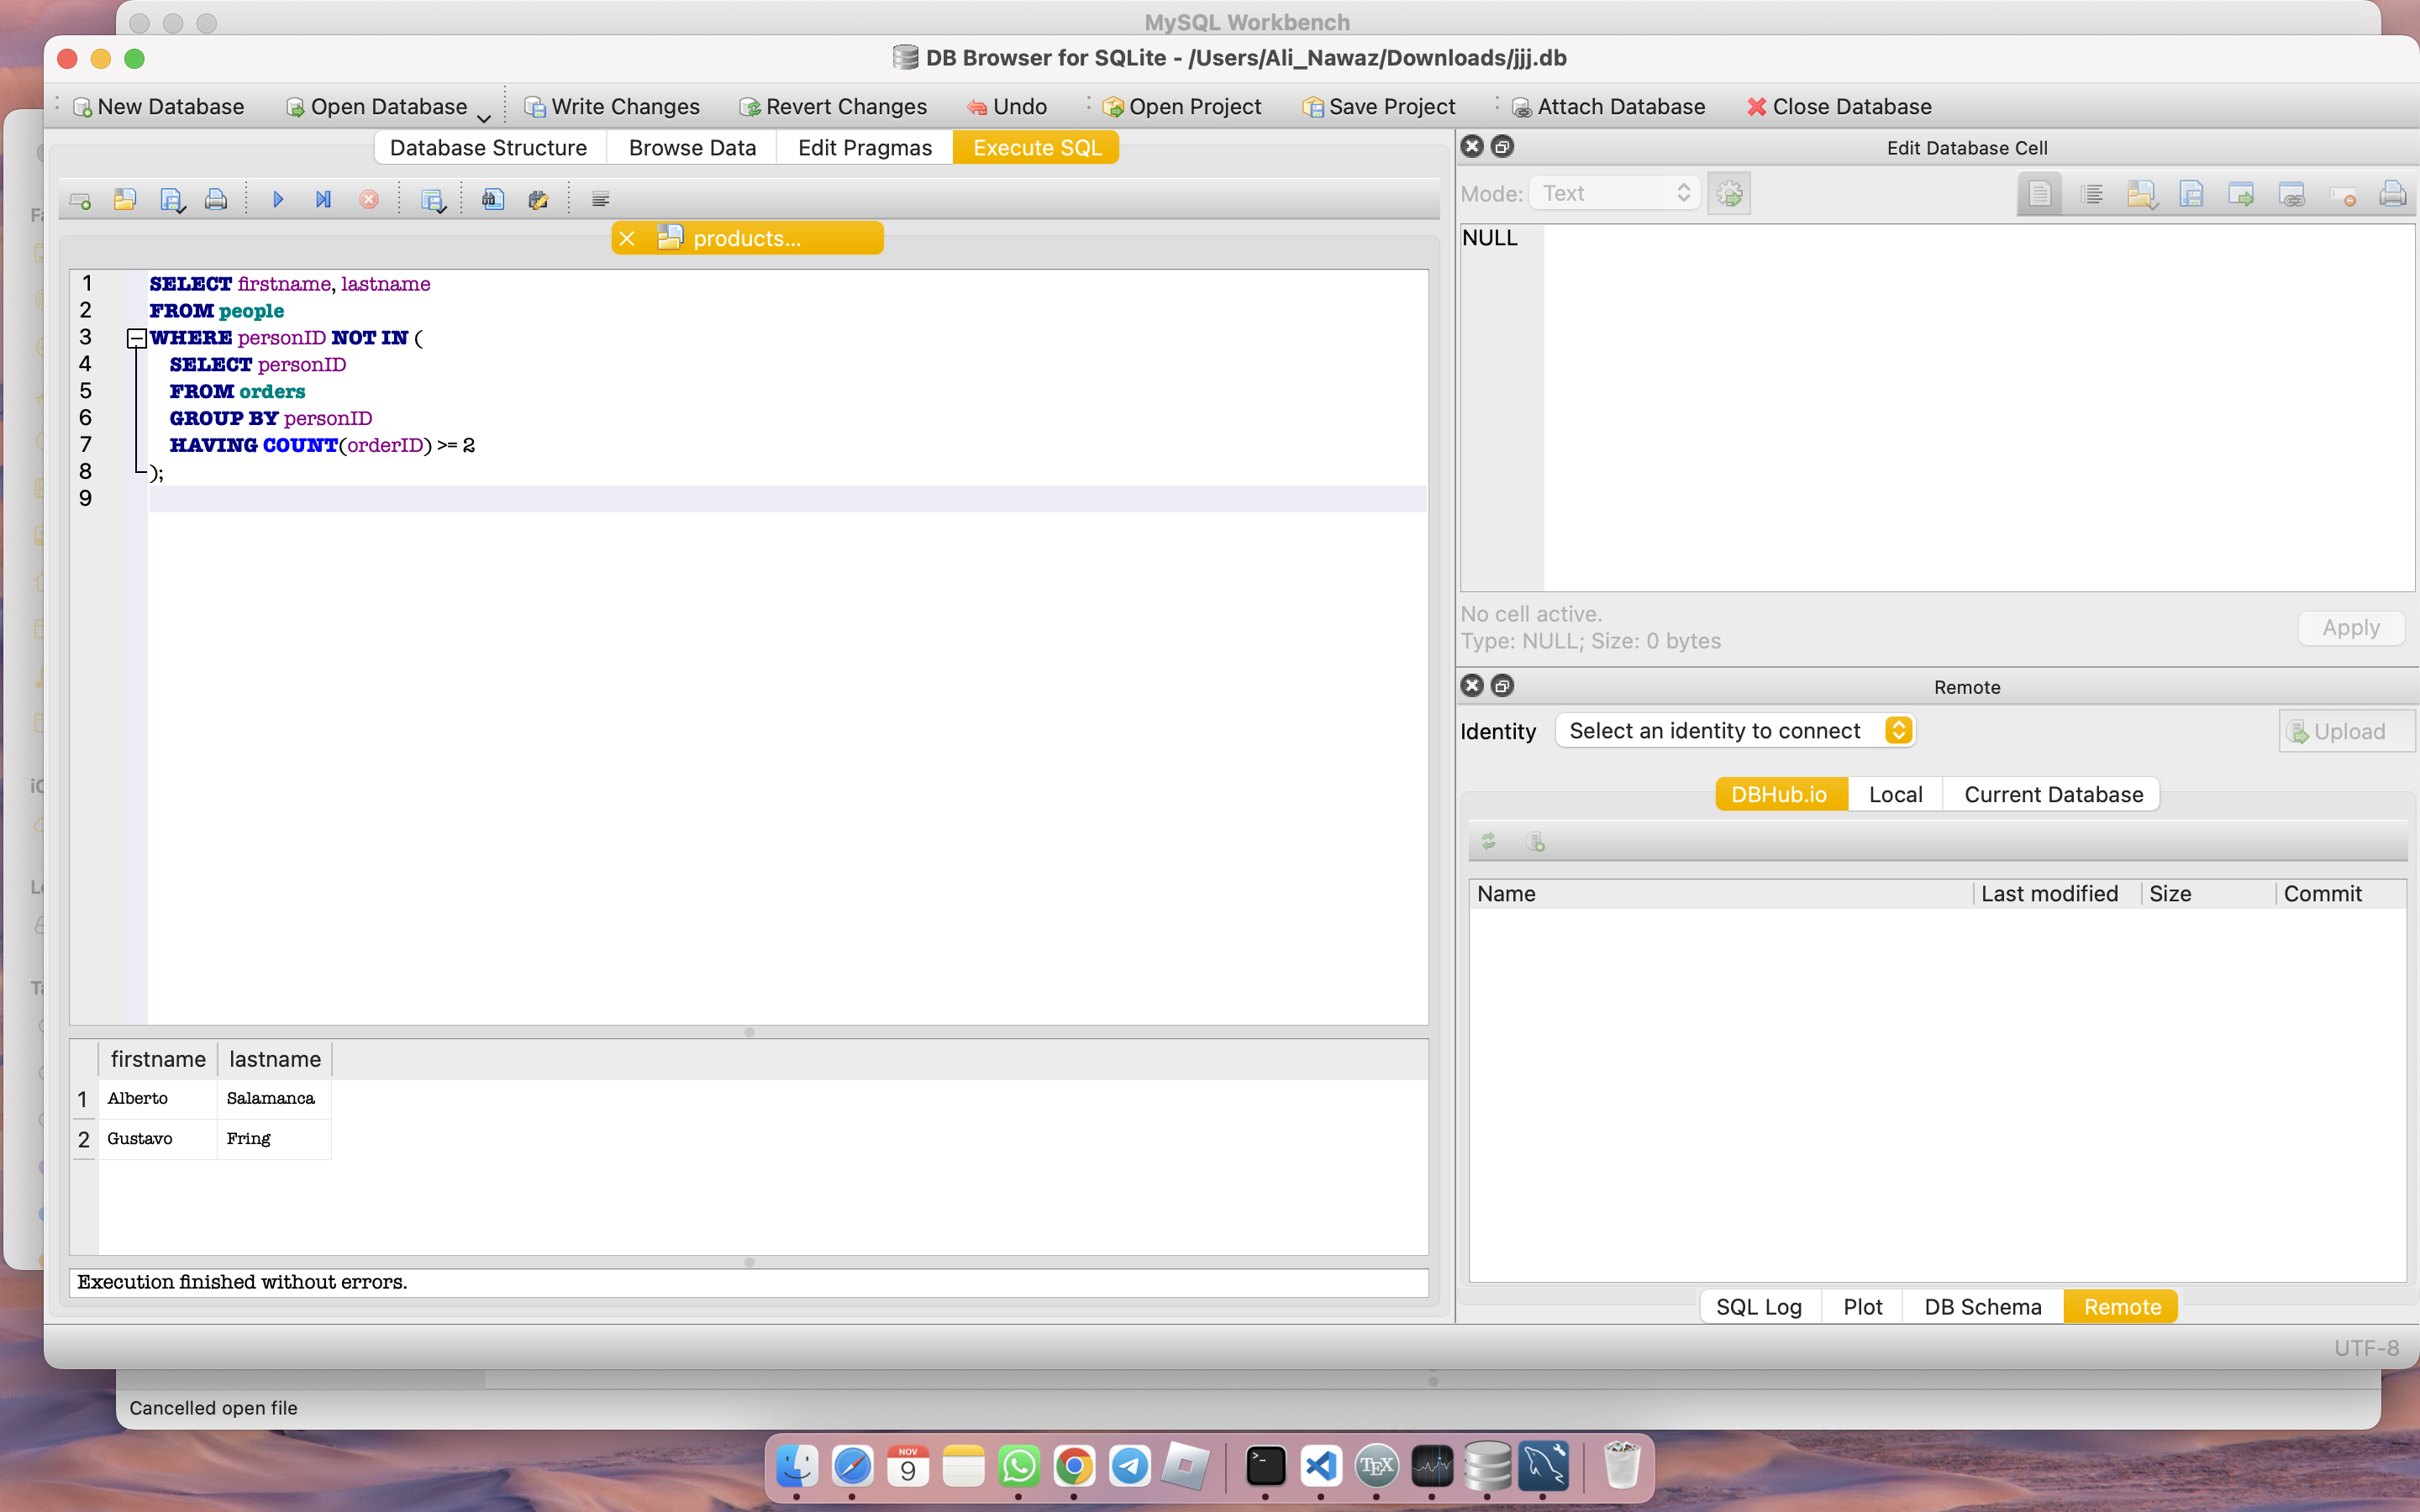 MySQL Workbench
DB Browser for SQLite - /Users/Ali_Nawaz/Downloads/jjj.db
New Database Open Database Write Changes Revert Changes Undo Open Project Save Project Attach Database Close Database
Database Structure Browse Data Edit Pragmas Execute SQL
products...
1 SELECT firstname, lastname
2 FROM people
3 WHERE personID NOT IN (
4 SELECT personID
5 FROM orders
6 GROUP BY personID
7 HAVING COUNT(orderID) >= 2
8 );
9
firstname lastname
1 Alberto Salamanca
2 Gustavo Fring
Execution finished without errors.
Edit Database Cell
Mode: Text
NULL
No cell active.
Type: NULL; Size: 0 bytes
Apply
Remote
Identity Select an identity to connect Upload
DBHub.io Local Current Database
Name Last modified Size Commit
SQL Log Plot DB Schema Remote
UTF-8
Cancelled open file
NOV
9
TEX